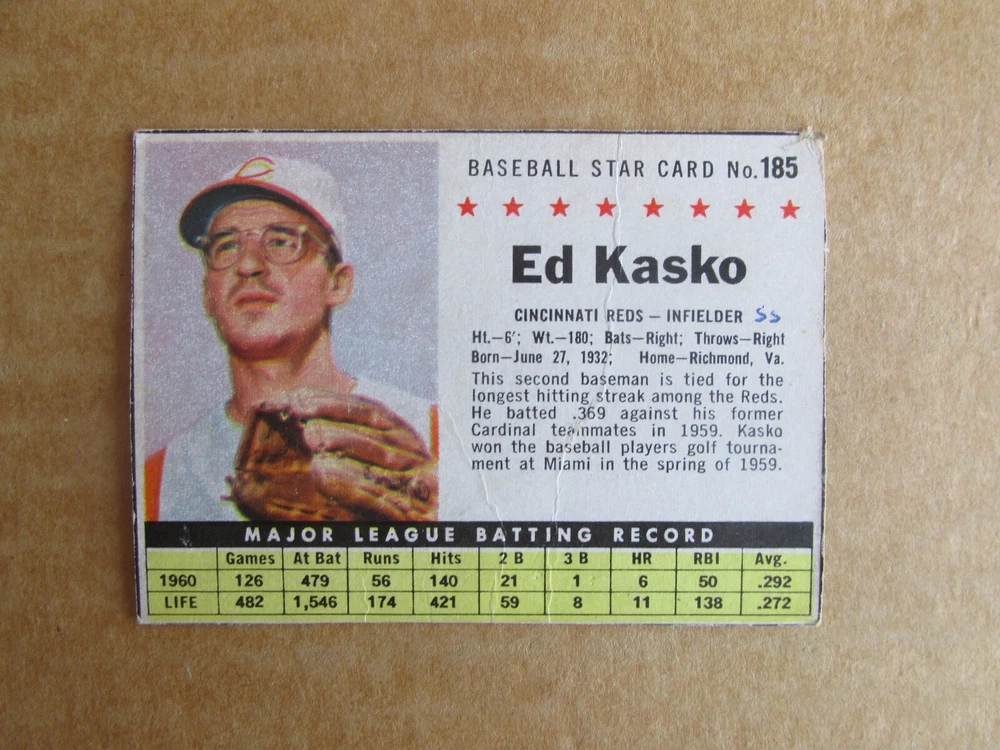 BASEBALL STAR CARD No.185
Ed Kasko
CINCINNATI REDS – INFIELDER SS
Ht.–6'; Wt.–180; Bats–Right; Throws–Right
Born–June 27, 1932; Home–Richmond, Va.
This second baseman is tied for the
longest hitting streak among the Reds.
He batted .369 against his former
Cardinal teammates in 1959. Kasko
won the baseball players golf tourna-
ment at Miami in the spring of 1959.
MAJOR LEAGUE BATTING RECORD
Games At Bat Runs Hits 2 B 3 B HR RBI Avg.
1960 126 479 56 140 21 1 6 50 .292
LIFE 482 1,546 174 421 59 8 11 138 .272